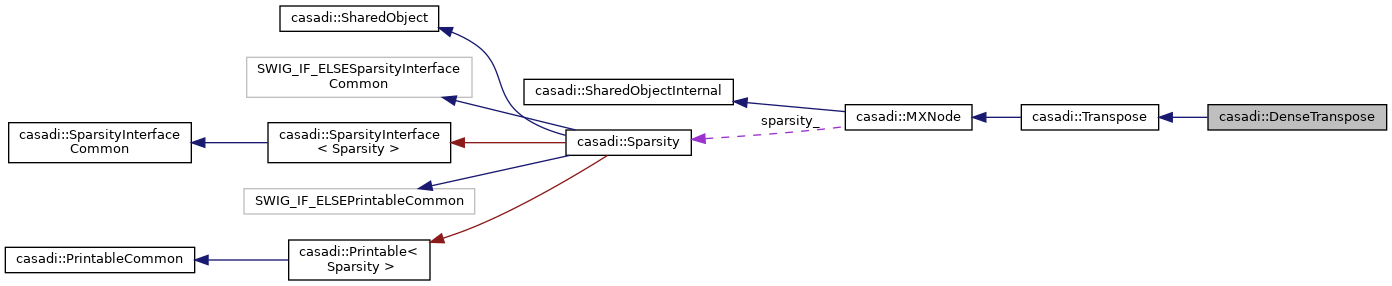 casadi::SharedObject
SWIG_IF_ELSESparsityInterface
Common
casadi::SharedObjectInternal
casadi::MXNode
casadi::Transpose
casadi::DenseTranspose
sparsity_
casadi::SparsityInterface
Common
casadi::SparsityInterface
< Sparsity >
casadi::Sparsity
SWIG_IF_ELSEPrintableCommon
casadi::PrintableCommon
casadi::Printable<
Sparsity >